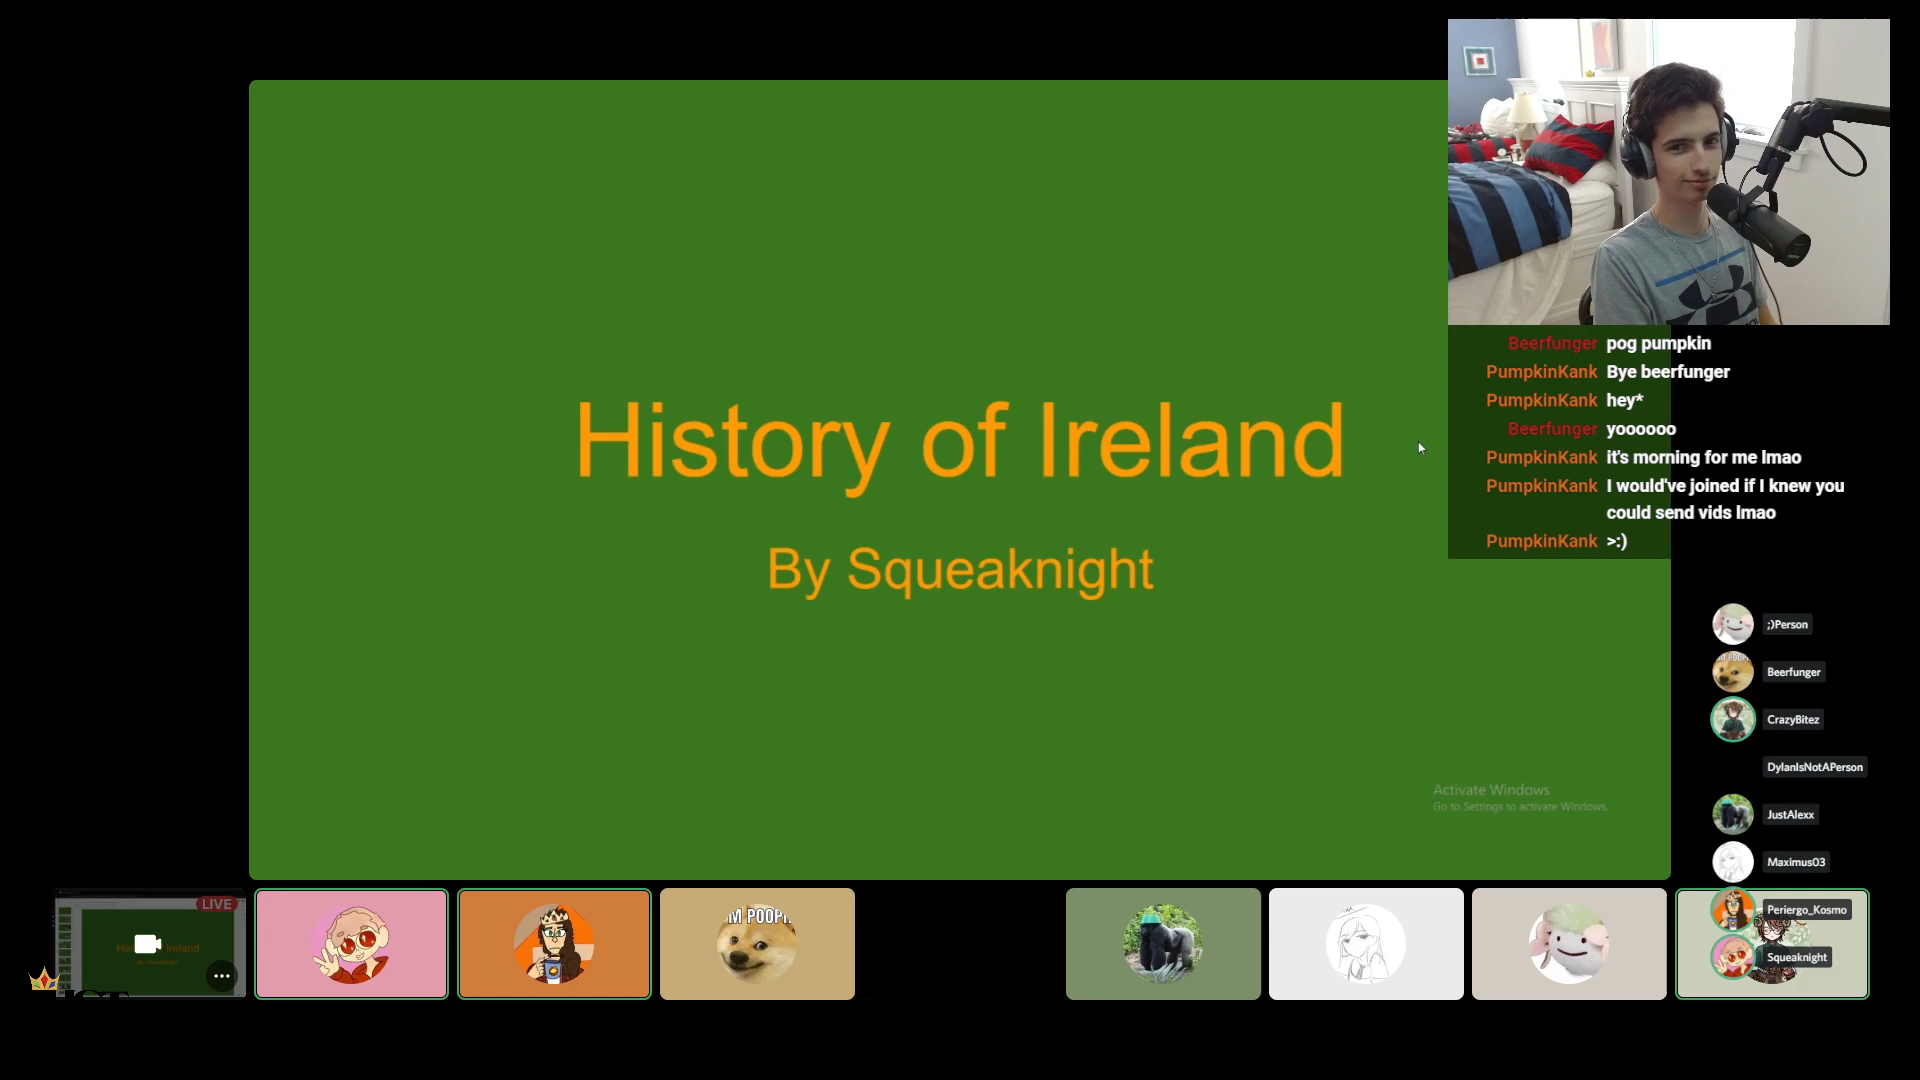 History of Ireland
By Squeaknight
Beerfunger pog pumpkin
PumpkinKank Bye beerfunger
PumpkinKank hey*
Beerfunger yoooooo
PumpkinKank it's morning for me lmao
PumpkinKank I would've joined if I knew you
could send vids lmao
PumpkinKank >:)
;)Person
Beerfunger
CrazyBitez
DylanIsNotAPerson
JustAlexx
Maximus03
Periergo_Kosmo
Squeaknight
Activate Windows
Go to Settings to activate Windows.
LIVE